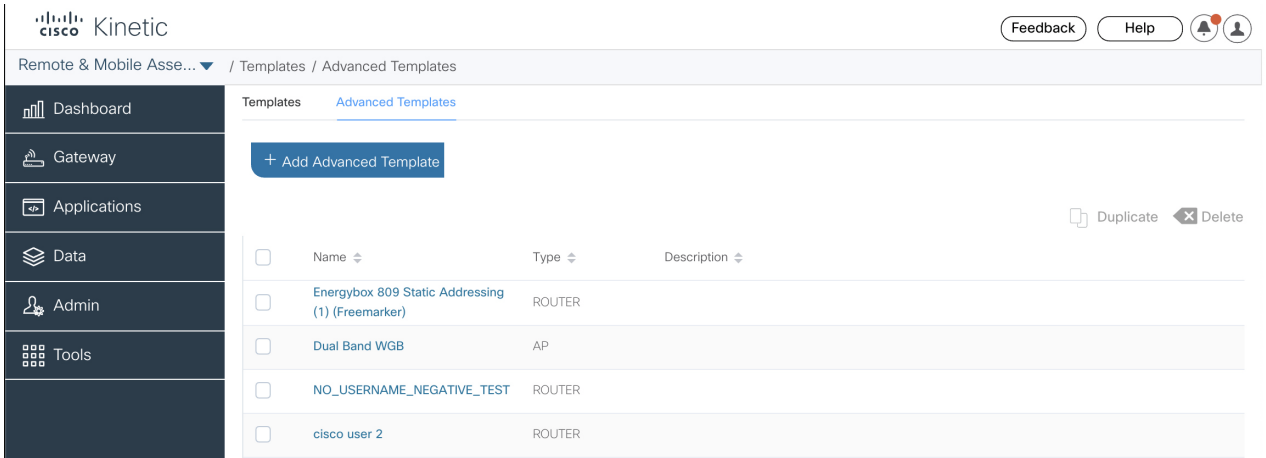 cisco Kinetic
Feedback
Help
Remote & Mobile Asse...
/ Templates / Advanced Templates
Dashboard
Gateway
Applications
Data
Admin
Tools
Templates
Advanced Templates
+ Add Advanced Template
Duplicate
Delete
Name
Type
Description
Energybox 809 Static Addressing
(1) (Freemarker)
ROUTER
Dual Band WGB
AP
NO_USERNAME_NEGATIVE_TEST
ROUTER
cisco user 2
ROUTER